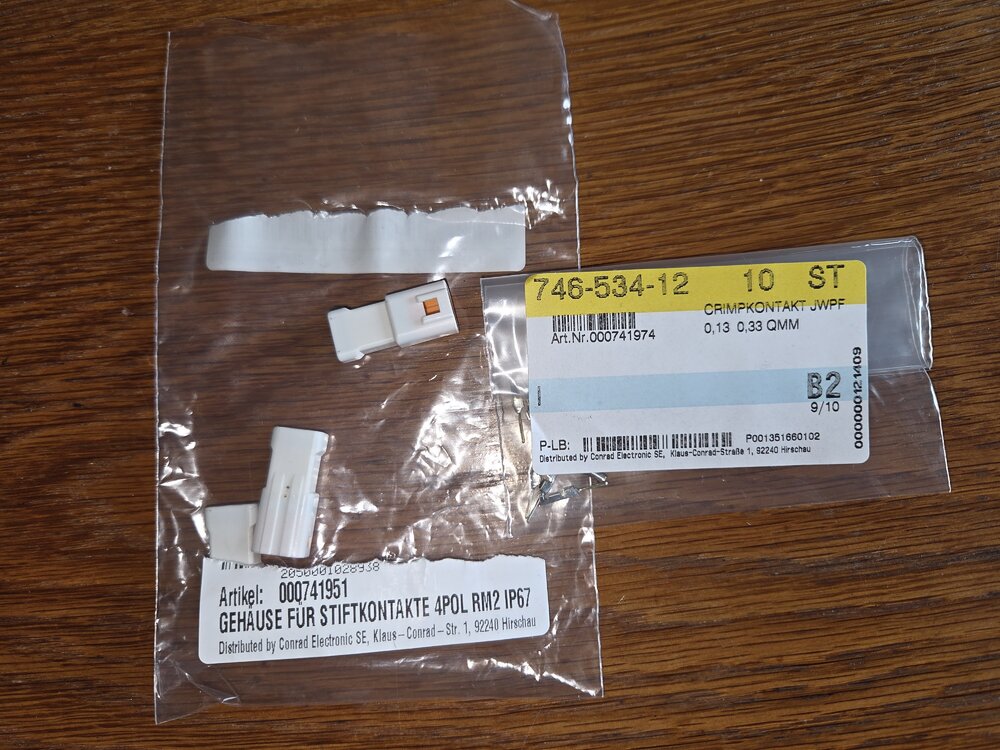 746-534-12 10 ST
CRIMPKONTAKT JWPF
0,13 0,33 QMM
Art.Nr.000741974
B2
9/10
000000121409
P-LB: P001351660102
Distributed by Conrad Electronic SE, Klaus-Conrad-Straße 1, 92240 Hirschau
2050001028938
Artikel: 000741951
GEHÄUSE FÜR STIFTKONTAKTE 4POL RM2 IP67
Distributed by Conrad Electronic SE, Klaus-Conrad-Str. 1, 92240 Hirschau